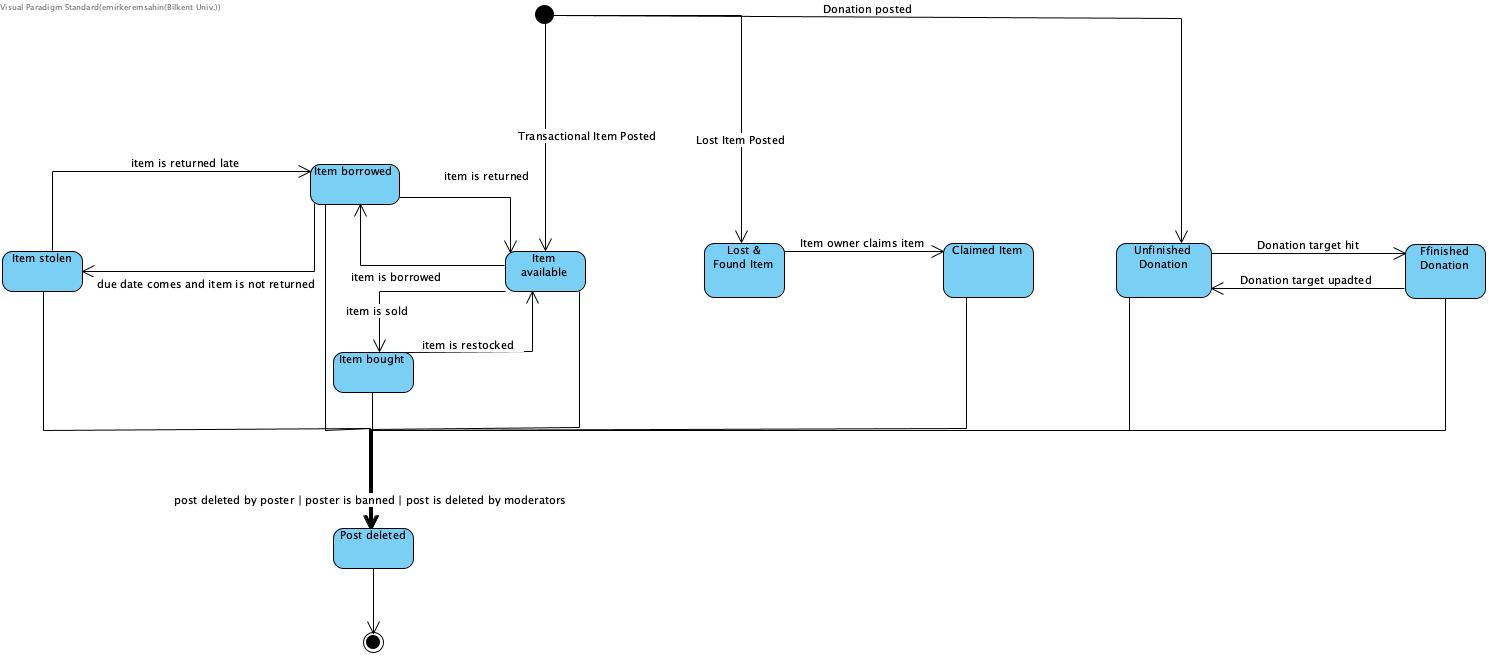 Visual Paradigm Standard(emirkeremsahin(Bilkent Univ.))
Donation posted
Transactional Item Posted
Lost Item Posted
item is returned late
Item borrowed
item is returned
Item stolen
due date comes and item is not returned
item is borrowed
Item
available
item is sold
item is restocked
Item bought
Lost &
Found Item
Item owner claims item
Claimed Item
Unfinished
Donation
Donation target hit
Donation target upadted
Ffinished
Donation
post deleted by poster | poster is banned | post is deleted by moderators
Post deleted